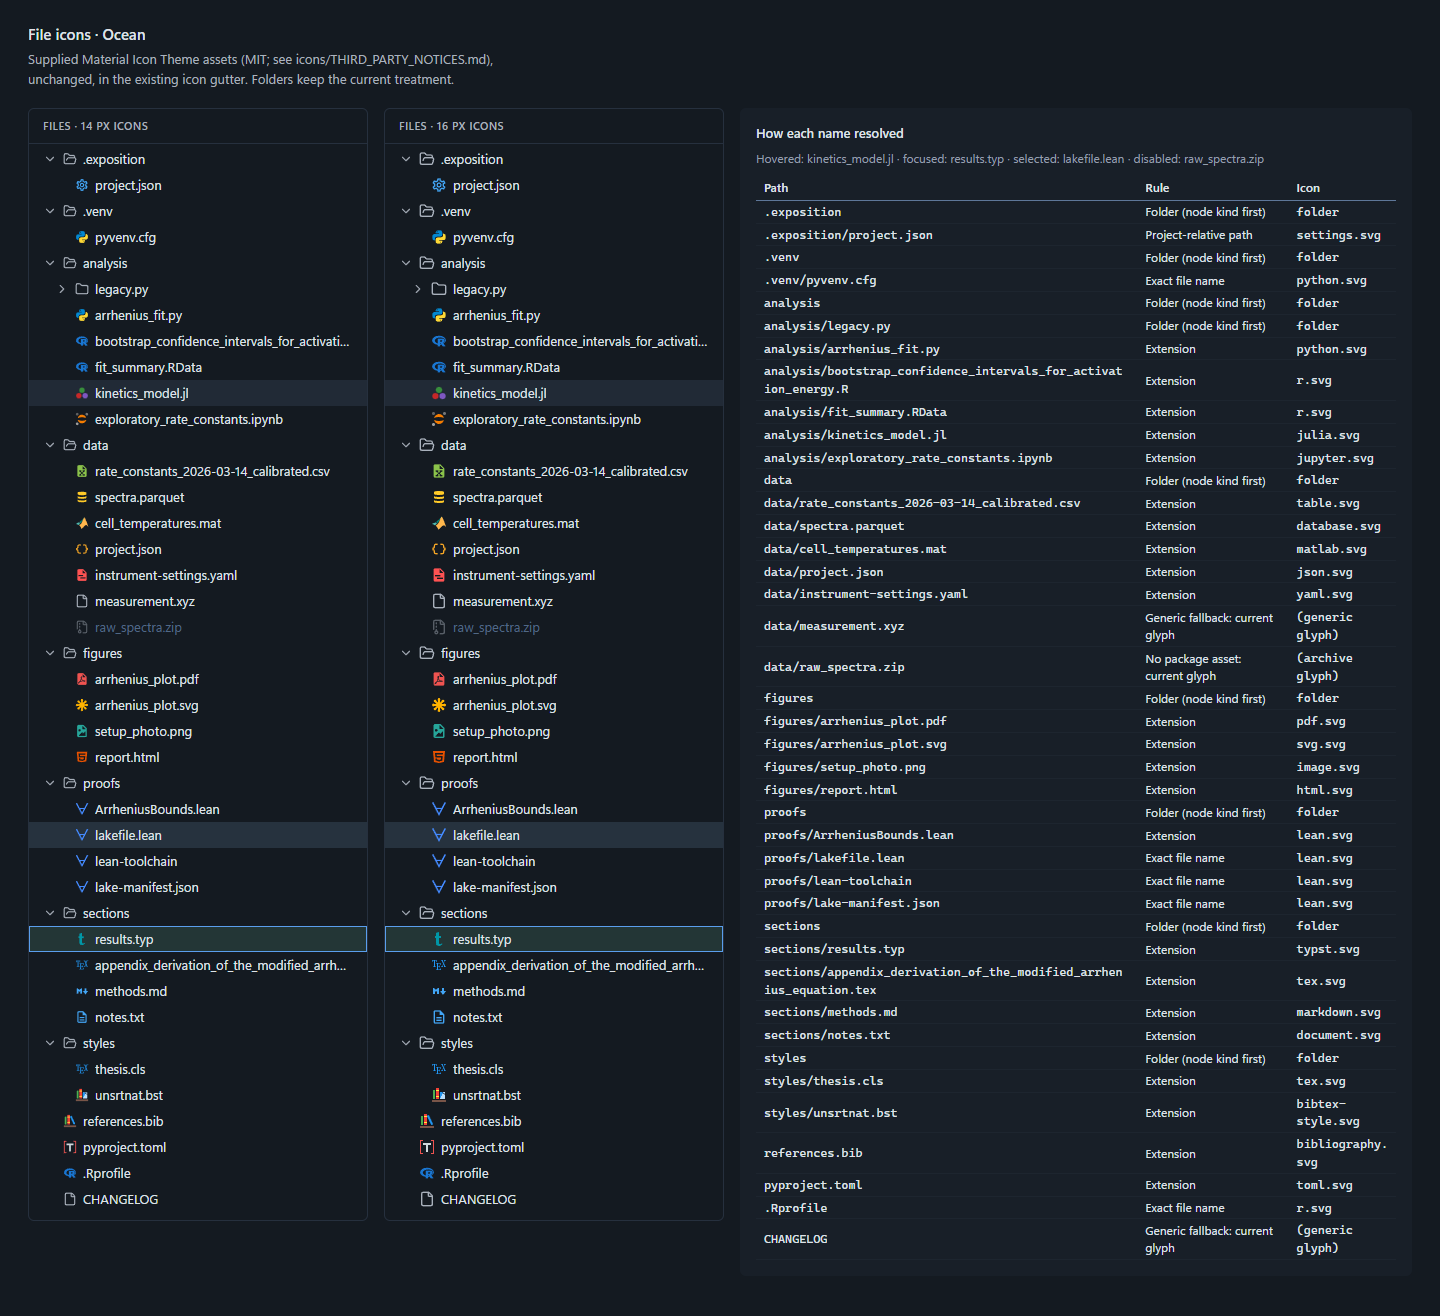 File icons · Ocean
Supplied Material Icon Theme assets (MIT; see icons/THIRD_PARTY_NOTICES.md),
unchanged, in the existing icon gutter. Folders keep the current treatment.
FILES · 14 PX ICONS
.exposition
project.json
.venv
pyvenv.cfg
analysis
legacy.py
arrhenius_fit.py
bootstrap_confidence_intervals_for_activati...
fit_summary.RData
kinetics_model.jl
exploratory_rate_constants.ipynb
data
rate_constants_2026-03-14_calibrated.csv
spectra.parquet
cell_temperatures.mat
project.json
instrument-settings.yaml
measurement.xyz
raw_spectra.zip
figures
arrhenius_plot.pdf
arrhenius_plot.svg
setup_photo.png
report.html
proofs
ArrheniusBounds.lean
lakefile.lean
lean-toolchain
lake-manifest.json
sections
results.typ
appendix_derivation_of_the_modified_arrh...
methods.md
notes.txt
styles
thesis.cls
unsrtnat.bst
references.bib
pyproject.toml
.Rprofile
CHANGELOG
FILES · 16 PX ICONS
.exposition
project.json
.venv
pyvenv.cfg
analysis
legacy.py
arrhenius_fit.py
bootstrap_confidence_intervals_for_activati...
fit_summary.RData
kinetics_model.jl
exploratory_rate_constants.ipynb
data
rate_constants_2026-03-14_calibrated.csv
spectra.parquet
cell_temperatures.mat
project.json
instrument-settings.yaml
measurement.xyz
raw_spectra.zip
figures
arrhenius_plot.pdf
arrhenius_plot.svg
setup_photo.png
report.html
proofs
ArrheniusBounds.lean
lakefile.lean
lean-toolchain
lake-manifest.json
sections
results.typ
appendix_derivation_of_the_modified_arrh...
methods.md
notes.txt
styles
thesis.cls
unsrtnat.bst
references.bib
pyproject.toml
.Rprofile
CHANGELOG
How each name resolved
Hovered: kinetics_model.jl · focused: results.typ · selected: lakefile.lean · disabled: raw_spectra.zip
Path Rule Icon
.exposition Folder (node kind first) folder
.exposition/project.json Project-relative path settings.svg
.venv Folder (node kind first) folder
.venv/pyvenv.cfg Exact file name python.svg
analysis Folder (node kind first) folder
analysis/legacy.py Folder (node kind first) folder
analysis/arrhenius_fit.py Extension python.svg
analysis/bootstrap_confidence_intervals_for_activat
ion_energy.R Extension r.svg
analysis/fit_summary.RData Extension r.svg
analysis/kinetics_model.jl Extension julia.svg
analysis/exploratory_rate_constants.ipynb Extension jupyter.svg
data Folder (node kind first) folder
data/rate_constants_2026-03-14_calibrated.csv Extension table.svg
data/spectra.parquet Extension database.svg
data/cell_temperatures.mat Extension matlab.svg
data/project.json Extension json.svg
data/instrument-settings.yaml Extension yaml.svg
data/measurement.xyz Generic fallback: current (generic
glyph glyph)
data/raw_spectra.zip No package asset: (archive
current glyph glyph)
figures Folder (node kind first) folder
figures/arrhenius_plot.pdf Extension pdf.svg
figures/arrhenius_plot.svg Extension svg.svg
figures/setup_photo.png Extension image.svg
figures/report.html Extension html.svg
proofs Folder (node kind first) folder
proofs/ArrheniusBounds.lean Extension lean.svg
proofs/lakefile.lean Exact file name lean.svg
proofs/lean-toolchain Exact file name lean.svg
proofs/lake-manifest.json Exact file name lean.svg
sections Folder (node kind first) folder
sections/results.typ Extension typst.svg
sections/appendix_derivation_of_the_modified_arrhen
ius_equation.tex Extension tex.svg
sections/methods.md Extension markdown.svg
sections/notes.txt Extension document.svg
styles Folder (node kind first) folder
styles/thesis.cls Extension tex.svg
styles/unsrtnat.bst Extension bibtex-
style.svg
references.bib Extension bibliography.
svg
pyproject.toml Extension toml.svg
.Rprofile Exact file name r.svg
CHANGELOG Generic fallback: current (generic
glyph glyph)